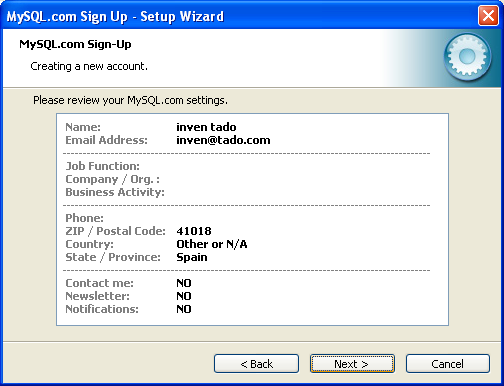 MySQL.com Sign Up - Setup Wizard
MySQL.com Sign-Up
Creating a new account.
Please review your MySQL.com settings.
Name: inven tado
Email Address: inven@tado.com
Job Function:
Company / Org. :
Business Activity:
Phone:
ZIP / Postal Code: 41018
Country: Other or N/A
State / Province: Spain
Contact me: NO
Newsletter: NO
Notifications: NO
< Back Next > Cancel